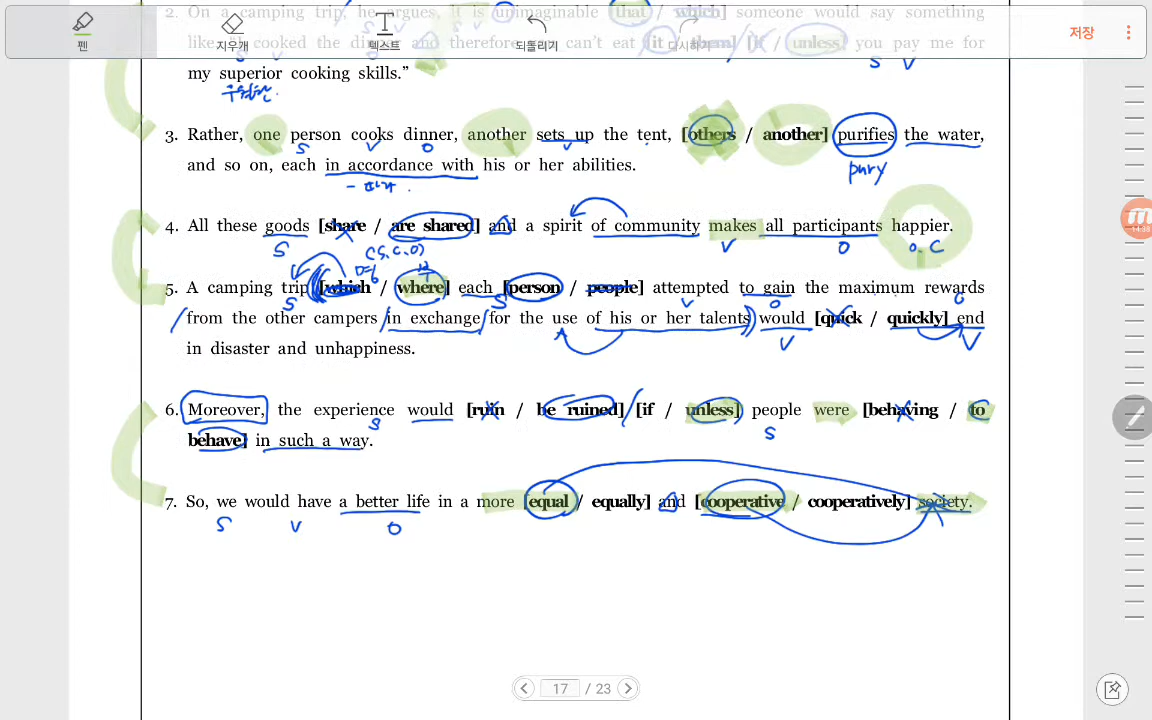 2. On a camping trip, he argues, it is unimaginable [that / which] someone would say something
펜
지우개
텍스트
되돌리기
다시하기
저장
like "I cooked the dinner and therefore you can't eat [it / them] [if / unless] you pay me for
S V
my superior cooking skills."
3. Rather, one person cooks dinner, another sets up the tent, [others / another] purifies the water,
S V O V
and so on, each in accordance with his or her abilities.
4. All these goods [share / are shared] and a spirit of community makes all participants happier.
S V O O.C
5. A camping trip [which / where] each [person / people] attempted to gain the maximum rewards
S S V O
from the other campers in exchange for the use of his or her talents would [quick / quickly] end
V V
in disaster and unhappiness.
6. Moreover, the experience would [ruin / be ruined] [if / unless] people were [behaving / to
S S
behave] in such a way.
7. So, we would have a better life in a more [equal / equally] and [cooperative / cooperatively] society.
S V O
17 / 23